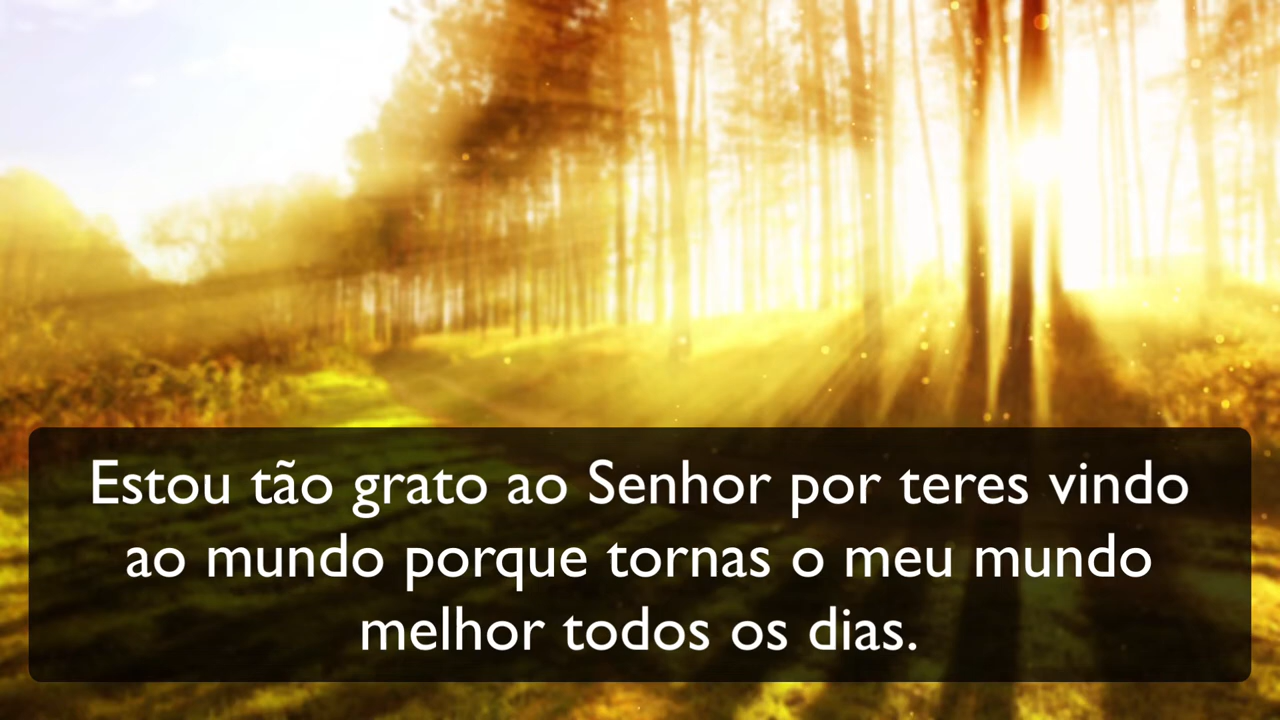 Estou tão grato ao Senhor por teres vindo
ao mundo porque tornas o meu mundo
melhor todos os dias.